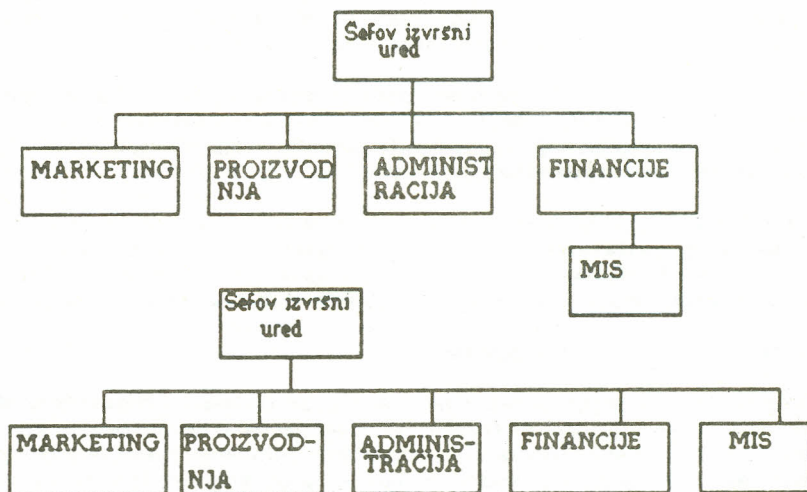 Šefov izvršni
ured
MARKETING
PROIZVOD
NJA
ADMINIST
RACIJA
FINANCIJE
MIS
Šefov izvršni
ured
MARKETING
PROIZVOD-
NJA
ADMINIS-
TRACIJA
FINANCIJE
MIS